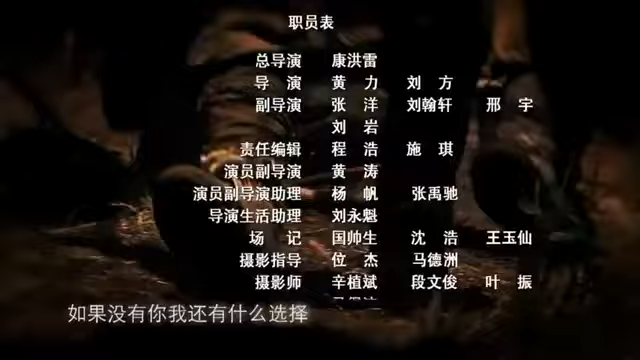 职员表
总导演 康洪雷
导 演 黄 力 刘 方
副导演 张 洋 刘翰轩 邢 宇
刘 岩
责任编辑 程 浩 施 琪
演员副导演 黄 涛
演员副导演助理 杨 帆 张禹驰
导演生活助理 刘永魁
场 记 国帅生 沈 浩 王玉仙
摄影指导 位 杰 马德洲
摄影师 辛植斌 段文俊 叶 振
如果没有你我还有什么选择